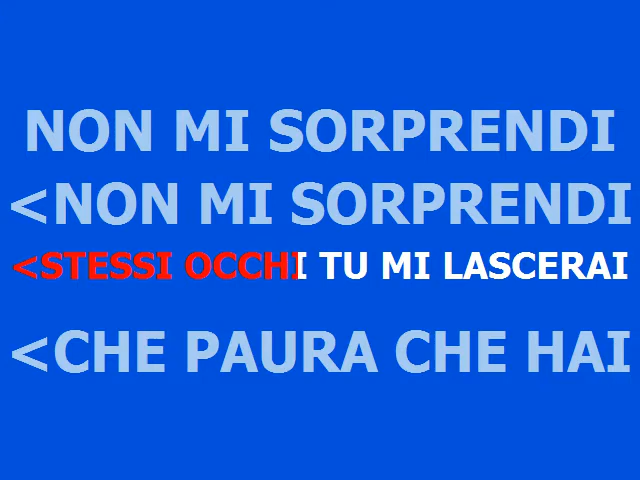 NON MI SORPRENDI
<NON MI SORPRENDI
<STESSI OCCHI TU MI LASCERAI
<CHE PAURA CHE HAI